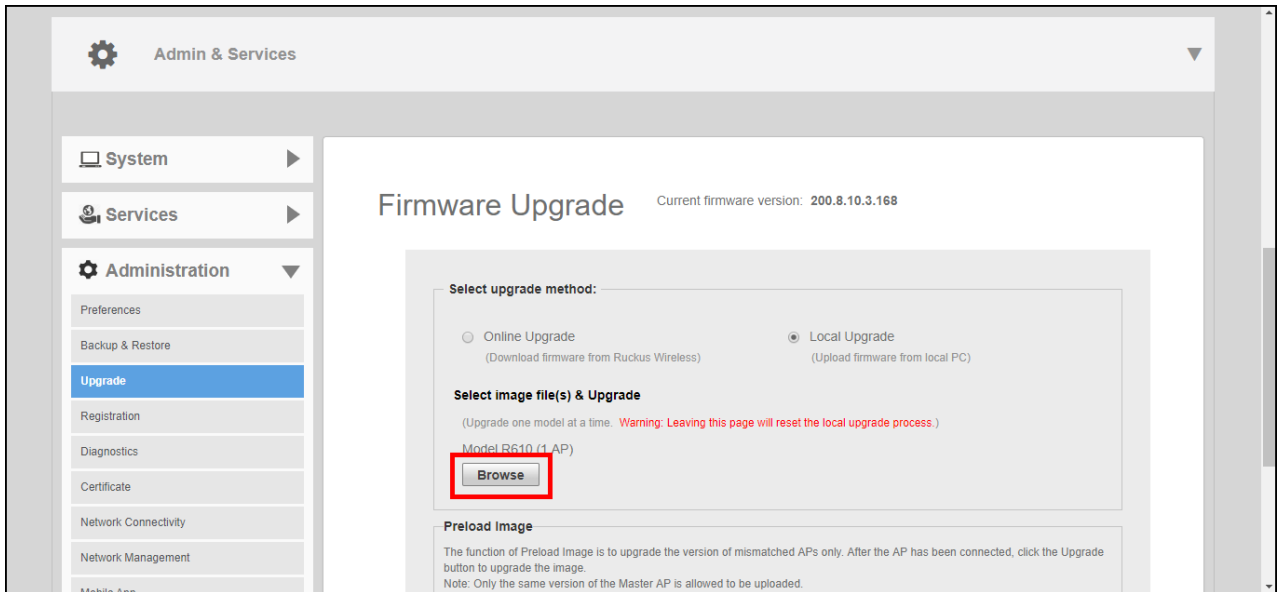 Admin & Services
System
Services
Administration
Preferences
Backup & Restore
Upgrade
Registration
Diagnostics
Certificate
Network Connectivity
Network Management
Mobile App
Firmware Upgrade
Current firmware version: 200.8.10.3.168
Select upgrade method:
Online Upgrade
(Download firmware from Ruckus Wireless)
Local Upgrade
(Upload firmware from local PC)
Select image file(s) & Upgrade
(Upgrade one model at a time. Warning: Leaving this page will reset the local upgrade process.)
Model R610 (1 AP)
Browse
Preload Image
The function of Preload Image is to upgrade the version of mismatched APs only. After the AP has been connected, click the Upgrade
button to upgrade the image.
Note: Only the same version of the Master AP is allowed to be uploaded.